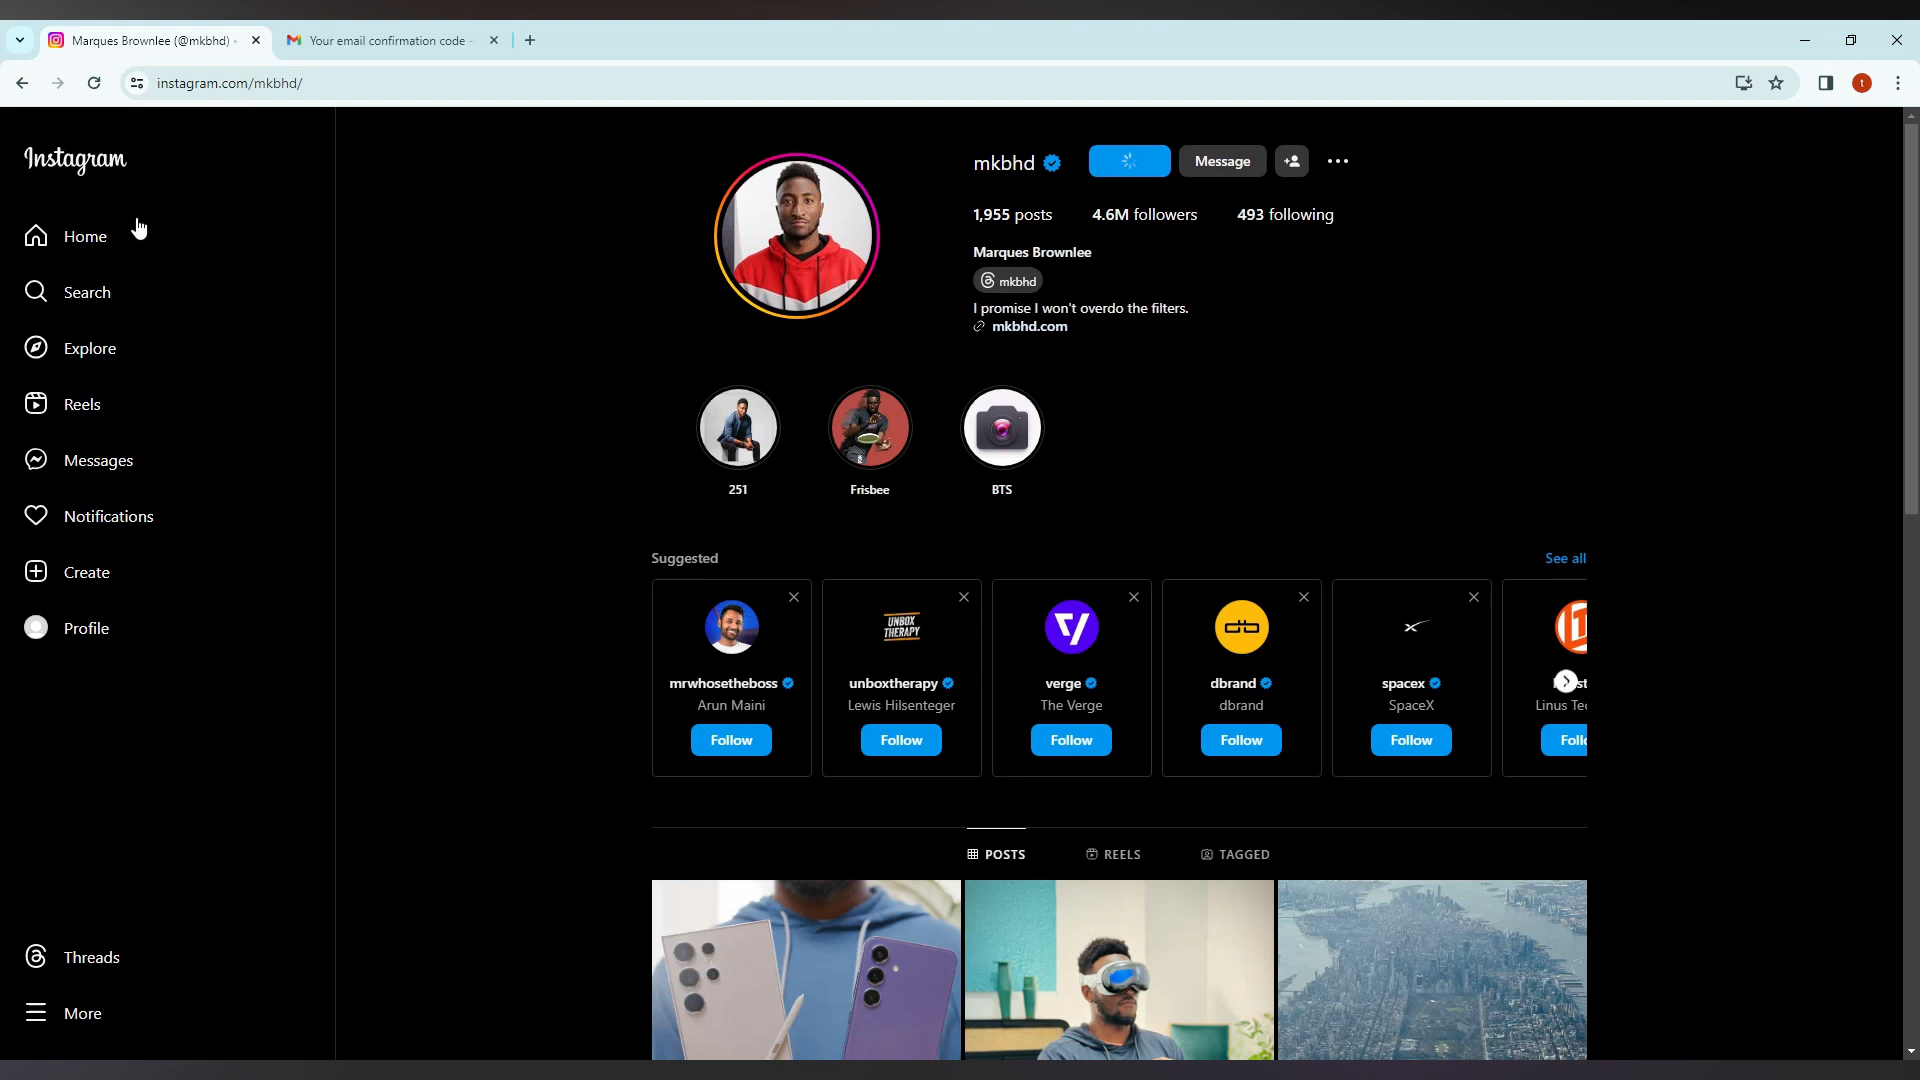 Marques Brownlee (@mkbhd) •
Your email confirmation code -
instagram.com/mkbhd/
t
Instagram
Home
Search
Explore
Reels
Messages
Notifications
Create
Profile
Threads
More
mkbhd
Message
1,955 posts
4.6M followers
493 following
Marques Brownlee
mkbhd
I promise I won't overdo the filters.
mkbhd.com
251
Frisbee
BTS
Suggested
See all
UNBOX
THERAPY
mrwhosetheboss
Arun Maini
Follow
unboxtherapy
Lewis Hilsenteger
Follow
verge
The Verge
Follow
dbrand
dbrand
Follow
spacex
SpaceX
Follow
Linus Te
Foll
POSTS
REELS
TAGGED